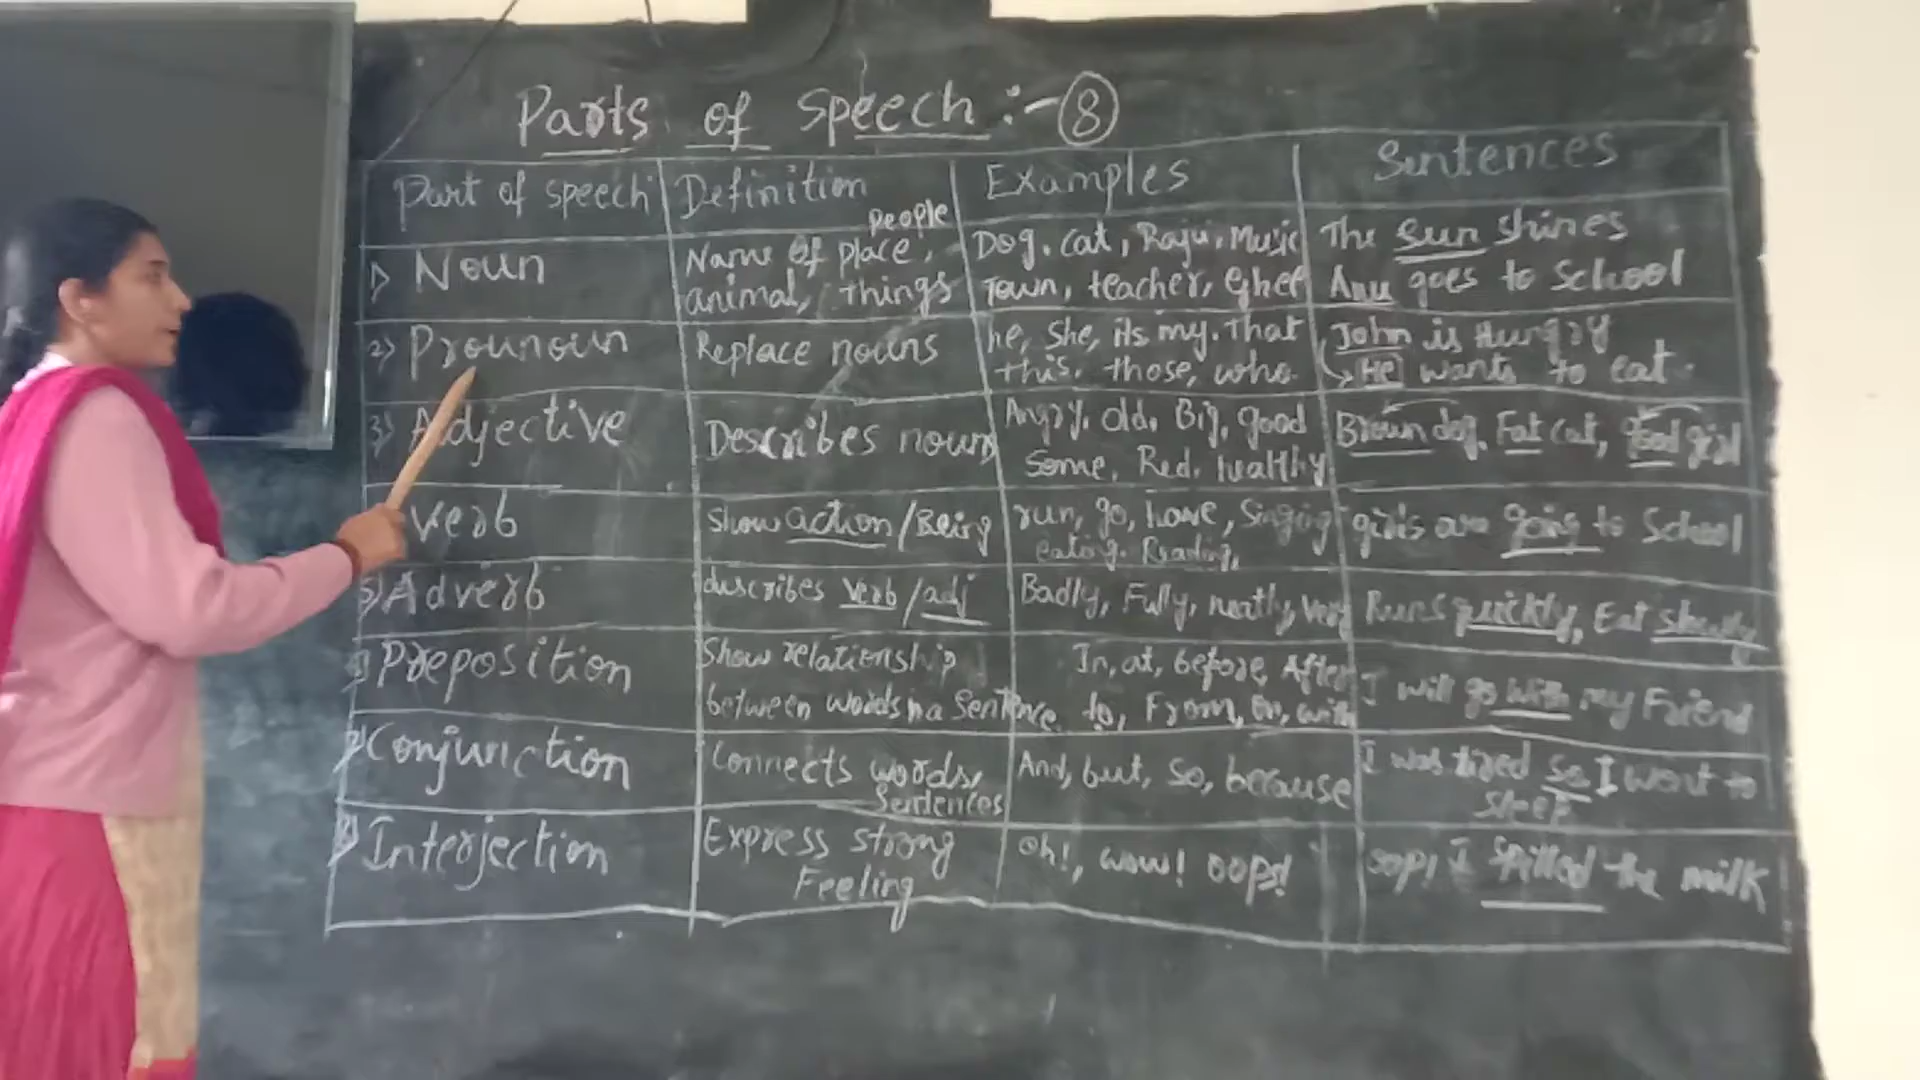 Parts of speech :- 8
Part of speech Definition Examples Sentences
1) Noun
Name of place, people
animal, things
Dog, cat, Raju, Music
Town, teacher, Ghee
The Sun shines
Anu goes to School
2) Pronoun
Replace nouns
he, she, its my. That
this. those, who.
John is Hungry
He wants to eat.
3) Adjective
Describes nouns
Angry, old, Big, good
Some, Red, healthy
Brown dog, Fat cat, good girl
Verb
Show action/Being
run, go, have, Singing
eating. Reading,
girls are going to School
5) Adverb
describes verb/adj
Badly, Fully, neatly, very
Runs quickly, Eat slowly
Preposition
Show relationship
between words in a Sentence
In, at, before, After
to, From, on, with
I will go with my Friend
7) Conjunction
Connects words,
Sentences
And, but, so, because
I was tired So I went to
sleep
8) Interjection
Express strong
Feeling
oh!, wow! oops!
oop! I spilled the milk